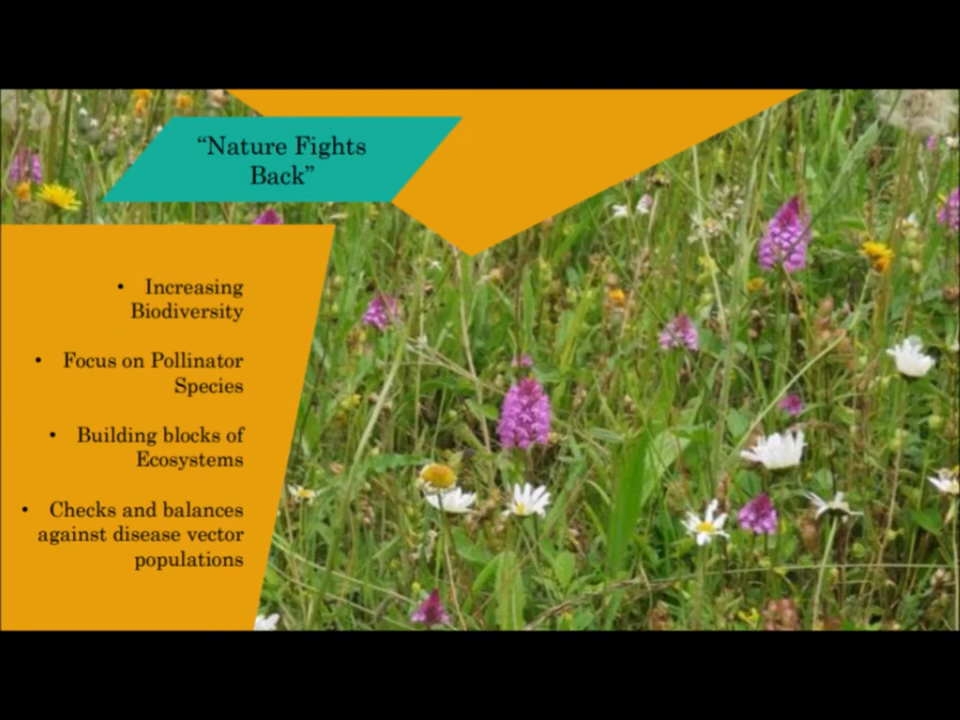 “Nature Fights
Back”
• Increasing
Biodiversity
• Focus on Pollinator
Species
• Building blocks of
Ecosystems
• Checks and balances
against disease vector
populations